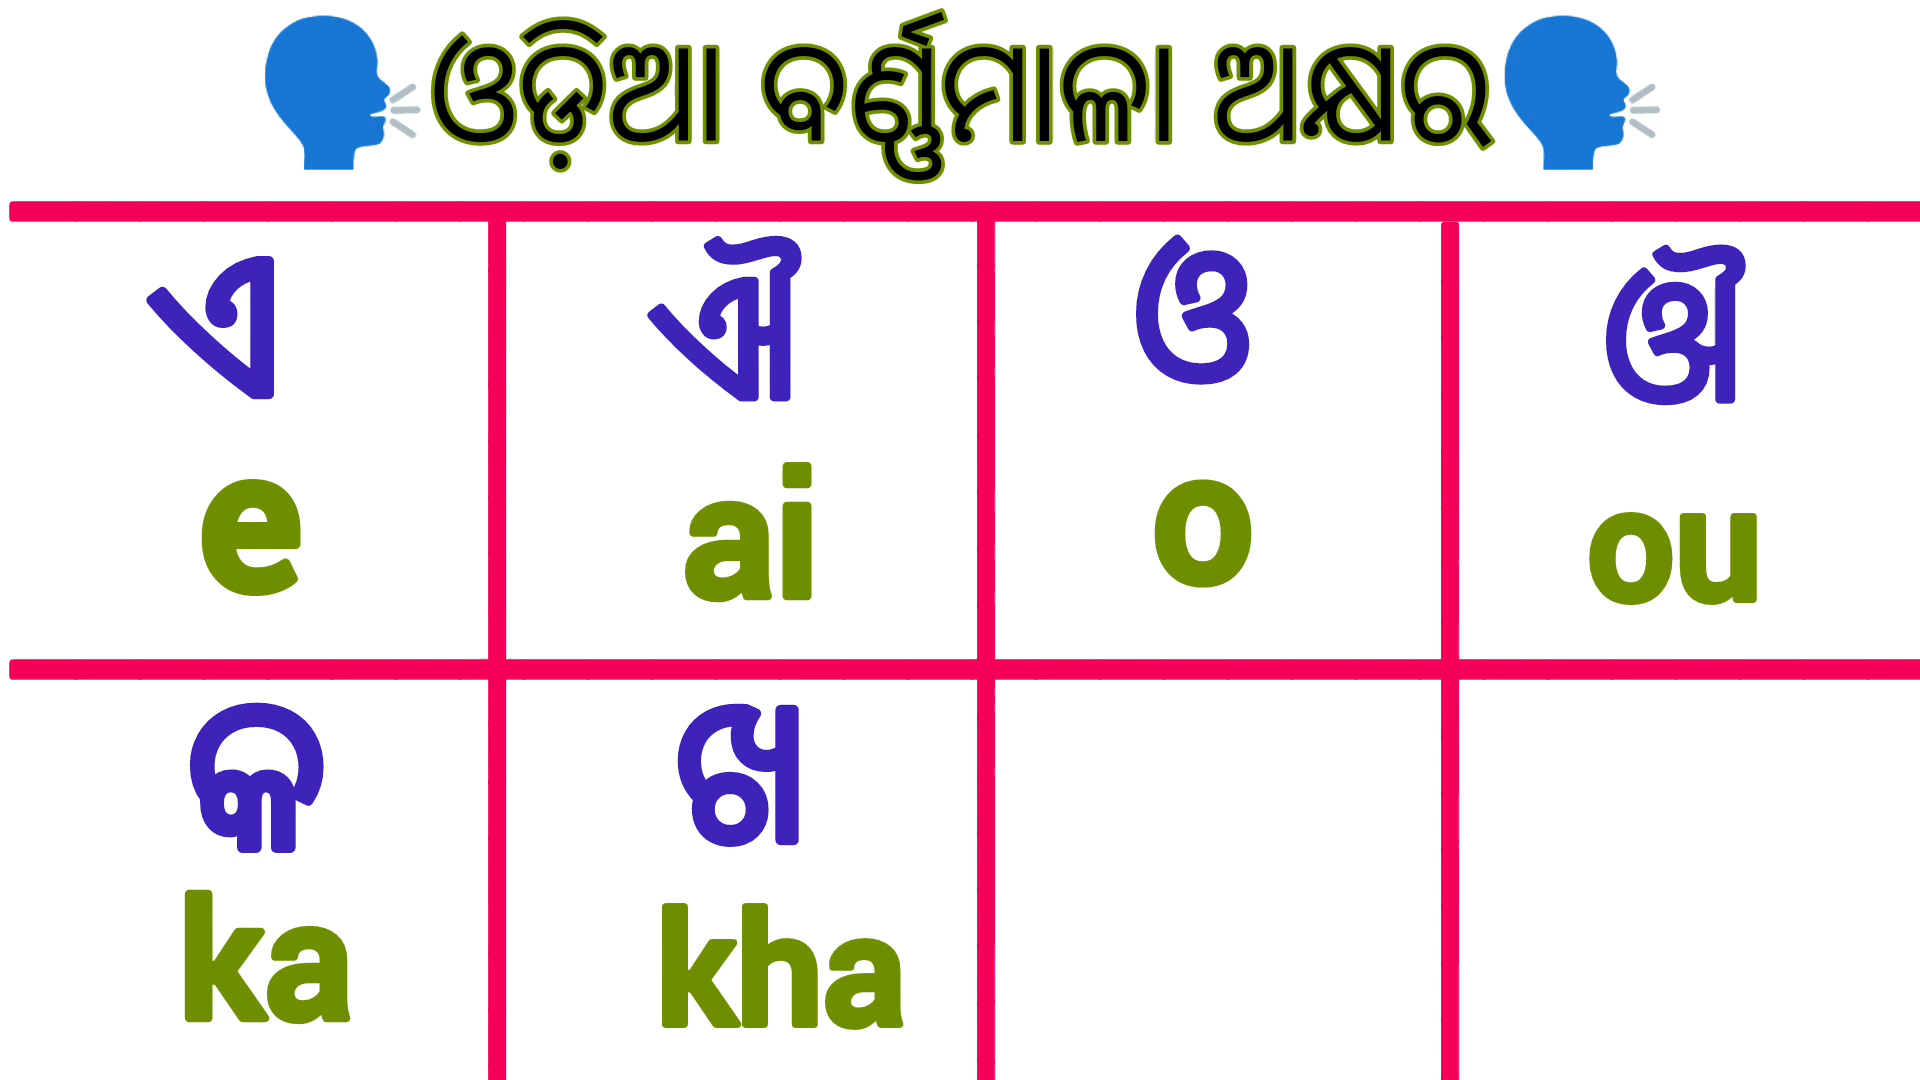 ଓଡ଼ିଆ ବର୍ଣ୍ଣମାଳା ଅକ୍ଷର
ଏ ଐ ଓ ଔ
e ai o ou
କ ଖ
ka kha